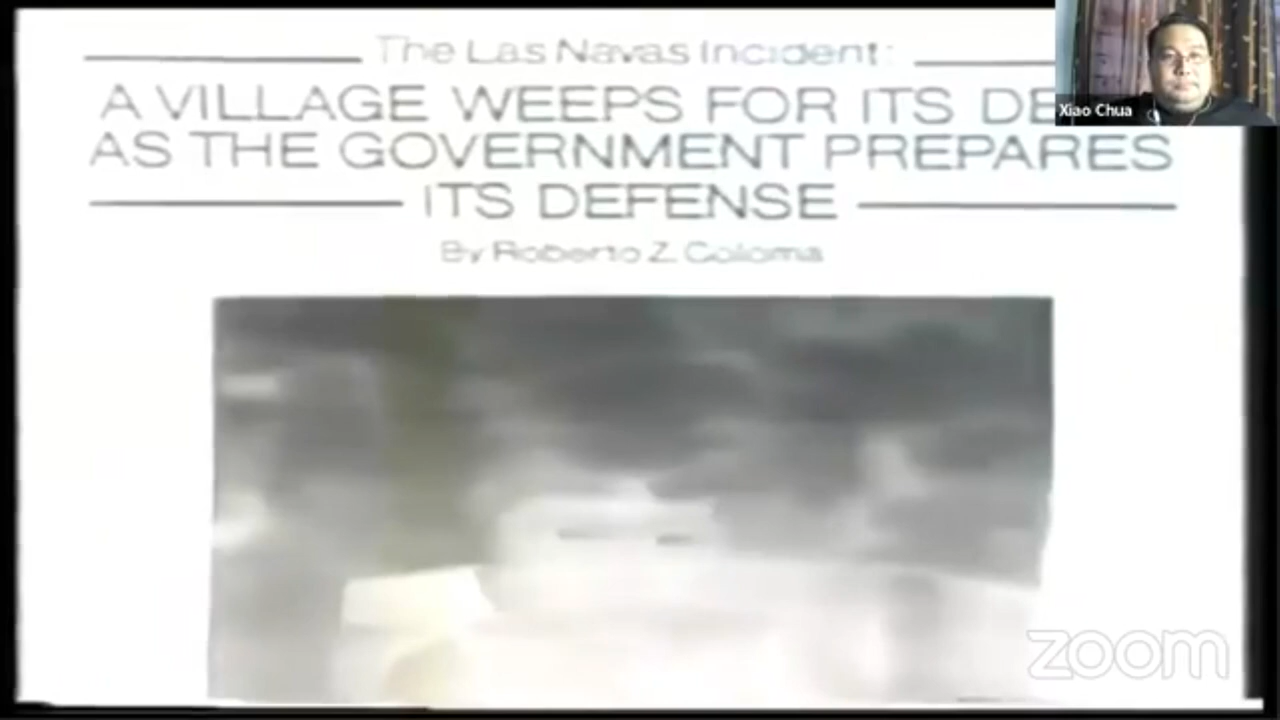 The Las Navas Incident:
A VILLAGE WEEPS FOR ITS DE
AS THE GOVERNMENT PREPARES
ITS DEFENSE
By Roberto Z. Coloma
Xiao Chua
zoom